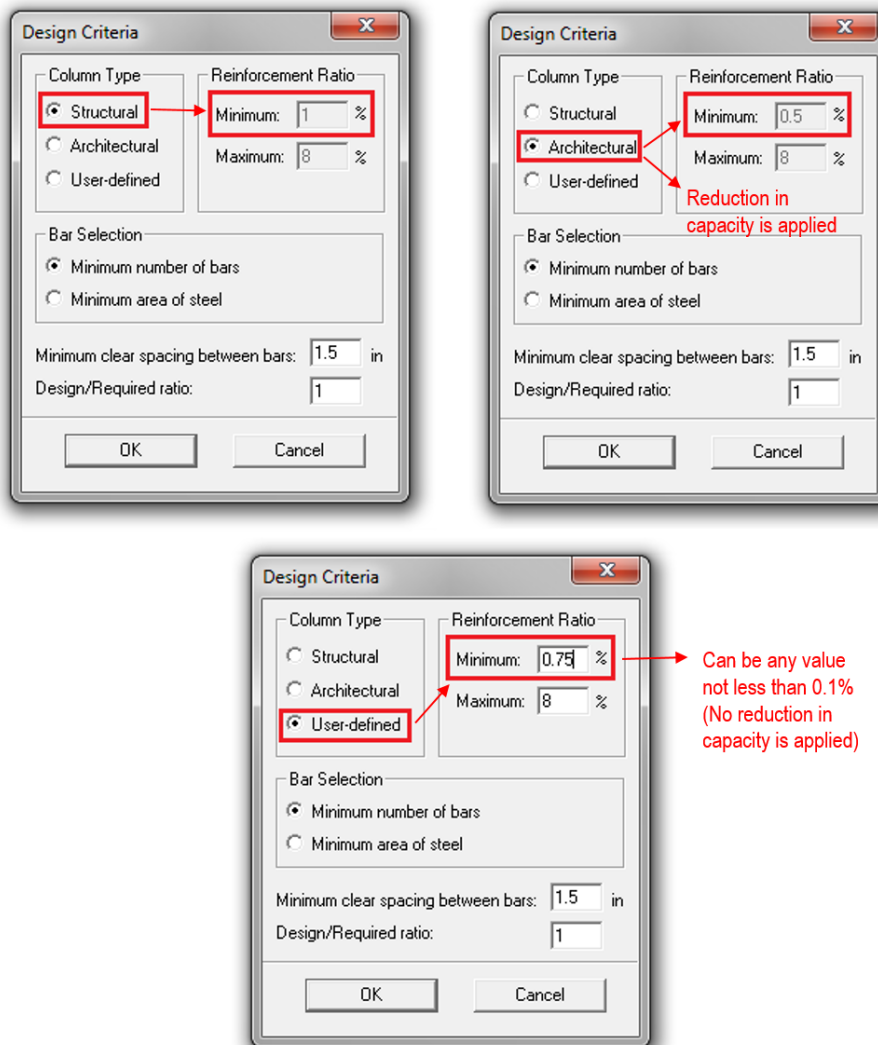 Design Criteria
Column Type
Reinforcement Ratio
Structural
Minimum: 1 %
Architectural
Maximum: 8 %
User-defined
Bar Selection
Minimum number of bars
Minimum area of steel
Minimum clear spacing between bars: 1.5 in
Design/Required ratio: 1
OK
Cancel
Design Criteria
Column Type
Reinforcement Ratio
Structural
Minimum: 0.5 %
Architectural
Maximum: 8 %
User-defined
Reduction in
capacity is applied
Bar Selection
Minimum number of bars
Minimum area of steel
Minimum clear spacing between bars: 1.5 in
Design/Required ratio: 1
OK
Cancel
Design Criteria
Column Type
Reinforcement Ratio
Structural
Minimum: 0.75 %
Architectural
Maximum: 8 %
User-defined
Can be any value
not less than 0.1%
(No reduction in
capacity is applied)
Bar Selection
Minimum number of bars
Minimum area of steel
Minimum clear spacing between bars: 1.5 in
Design/Required ratio: 1
OK
Cancel